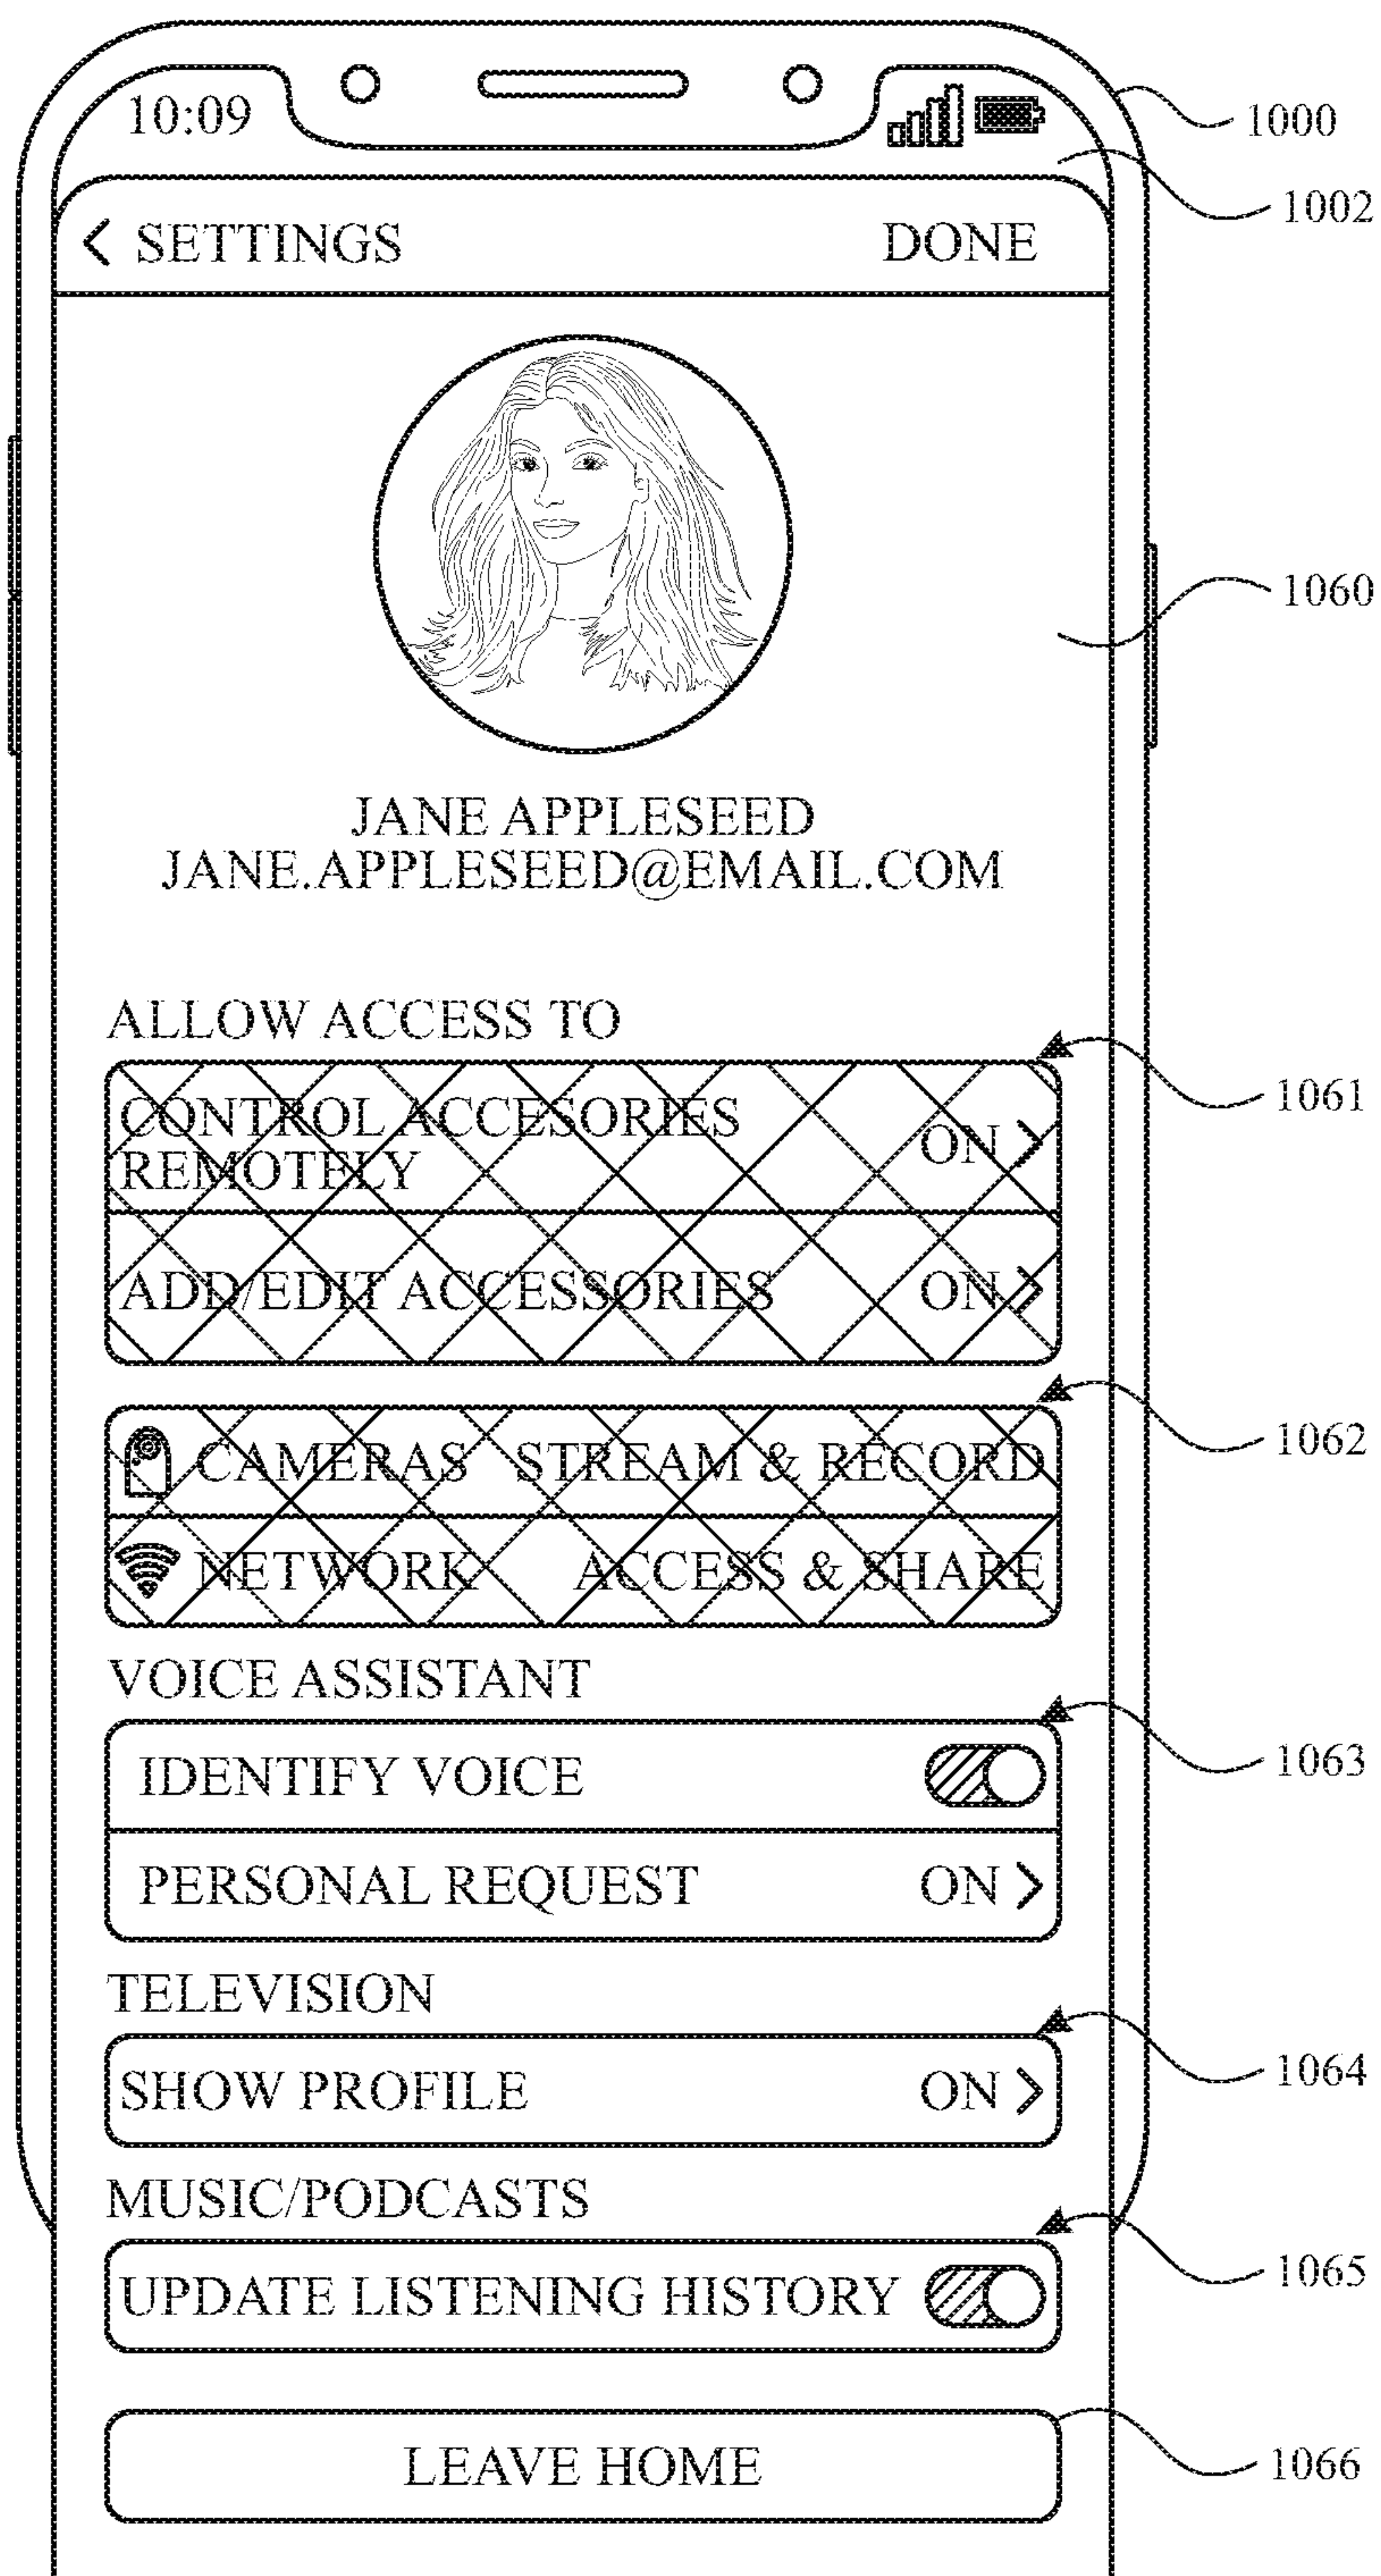 10:09
1000
1002
< SETTINGS DONE
1060
JANE APPLESEED
JANE.APPLESEED@EMAIL.COM
ALLOW ACCESS TO
1061
CONTROL ACCESORIES
REMOTELY ON >
ADD/EDIT ACCESSORIES ON >
1062
CAMERAS STREAM & RECORD
NETWORK ACCESS & SHARE
VOICE ASSISTANT
1063
IDENTIFY VOICE
PERSONAL REQUEST ON >
TELEVISION
1064
SHOW PROFILE ON >
MUSIC/PODCASTS
1065
UPDATE LISTENING HISTORY
LEAVE HOME
1066